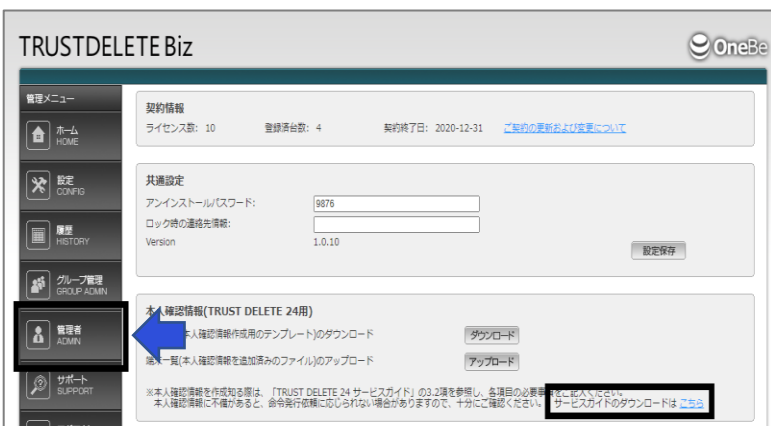 TRUSTDELETE Biz
OneBe
管理メニュー
ホーム
HOME
設定
CONFIG
履歴
HISTORY
グループ管理
GROUP ADMIN
管理者
ADMIN
サポート
SUPPORT
契約情報
ライセンス数: 10 登録済台数: 4 契約終了日: 2020-12-31 ご契約の更新および変更について
共通設定
アンインストールパスワード: 9876
ロック時の連絡先情報:
Version 1.0.10
設定保存
本人確認情報(TRUST DELETE 24用)
本人確認情報作成用のテンプレート)のダウンロード ダウンロード
端末一覧(本人確認情報を追加済みのファイル)のアップロード アップロード
※本人確認情報を作成知る際は、「TRUST DELETE 24 サービスガイド」の3.2項を参照し、各項目の必要事項をご記入ください。
本人確認情報に不備があると、命令発行依頼に応じられない場合がありますので、十分にご確認ください。 サービスガイドのダウンロードは こちら